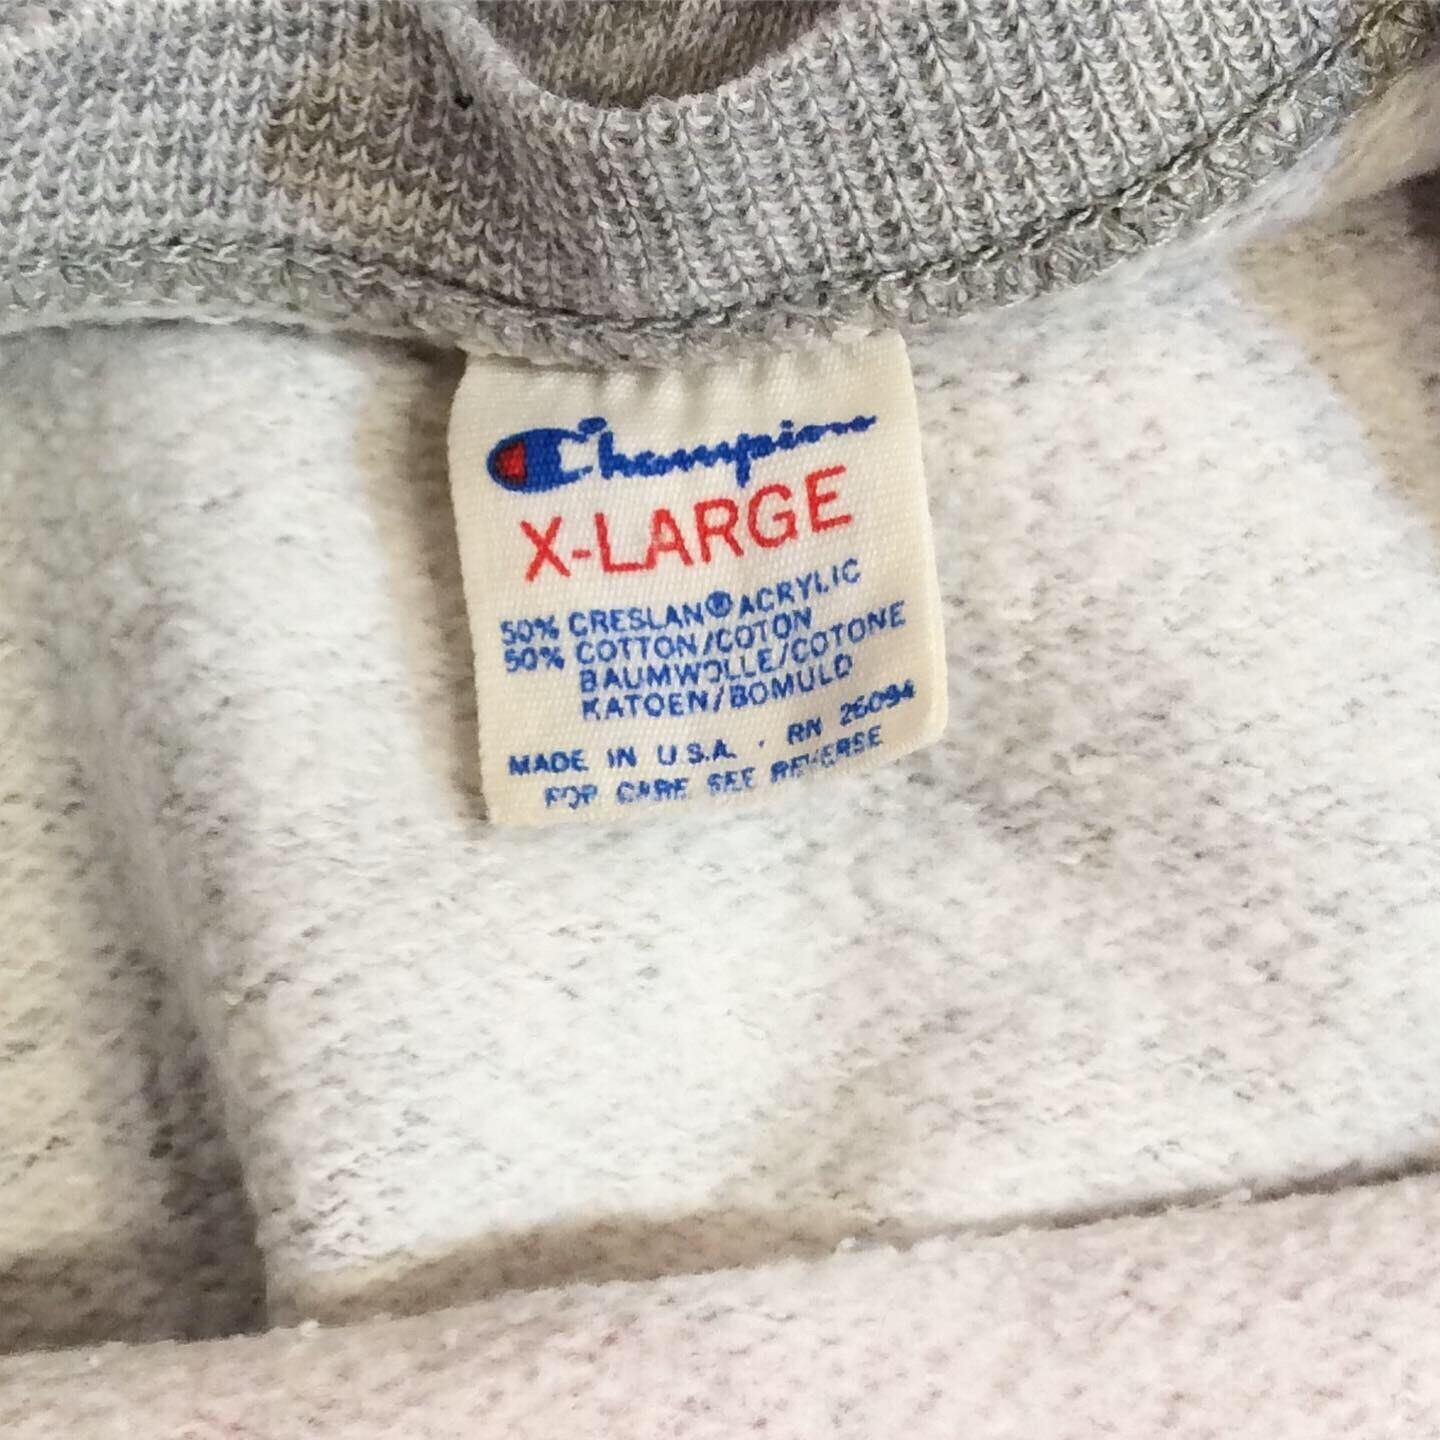 Champion
X-LARGE
50% CRESLAN® ACRYLIC
50% COTTON/COTON
BAUMWOLLE/COTONE
KATOEN/BOMULD
MADE IN U.S.A. · RN 26094
FOR CARE SEE REVERSE